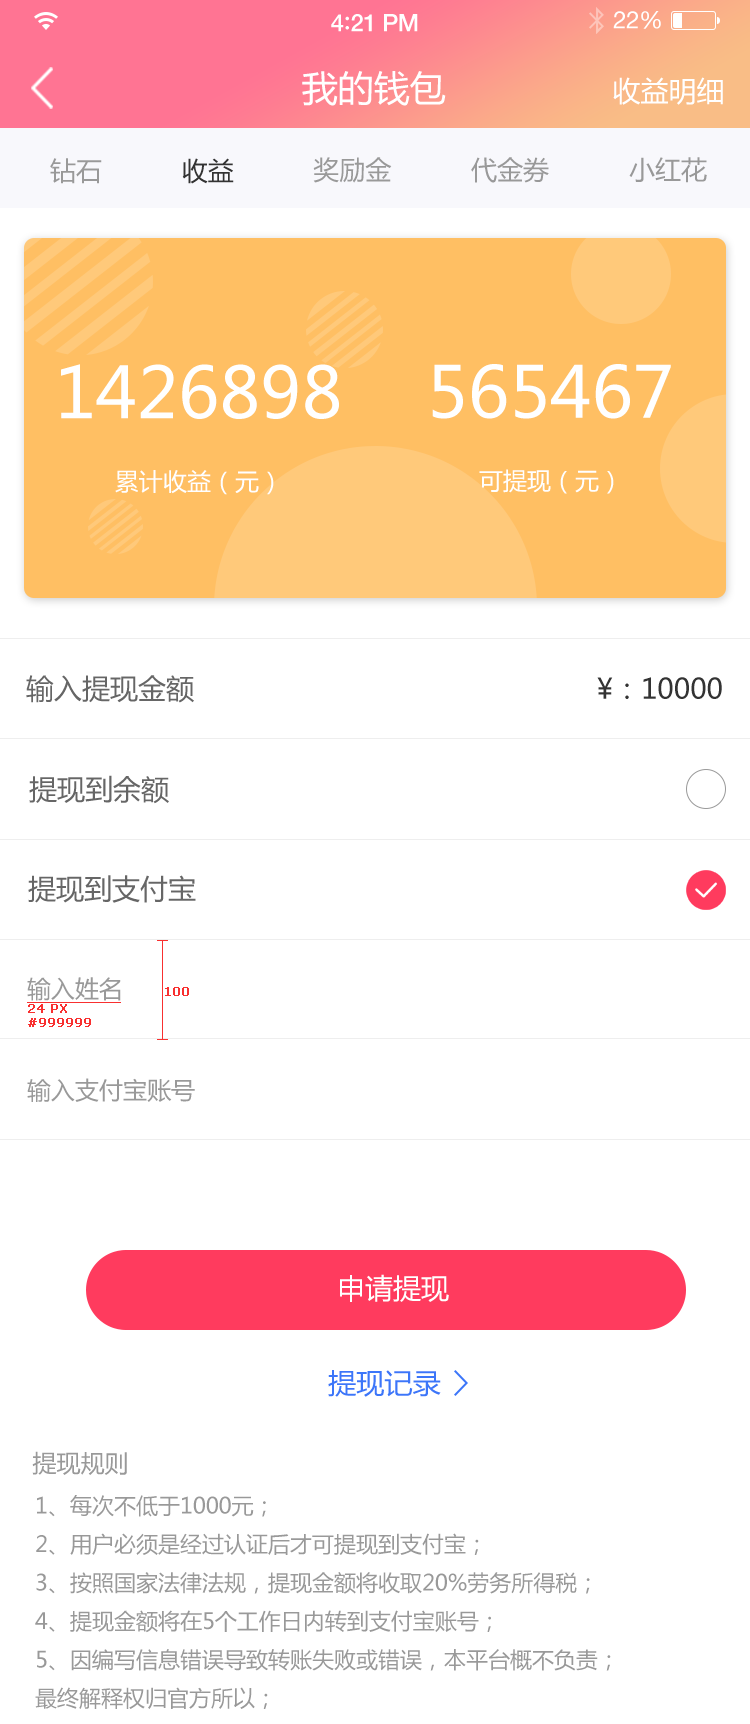 4:21 PM
22%
我的钱包
收益明细
钻石
收益
奖励金
代金券
小红花
1426898
565467
累计收益（元）
可提现（元）
输入提现金额
¥：10000
提现到余额
提现到支付宝
输入姓名
24 PX
#999999
100
输入支付宝账号
申请提现
提现记录
提现规则
1、每次不低于1000元；
2、用户必须是经过认证后才可提现到支付宝；
3、按照国家法律法规，提现金额将收取20%劳务所得税；
4、提现金额将在5个工作日内转到支付宝账号；
5、因编写信息错误导致转账失败或错误，本平台概不负责；
最终解释权归官方所以；